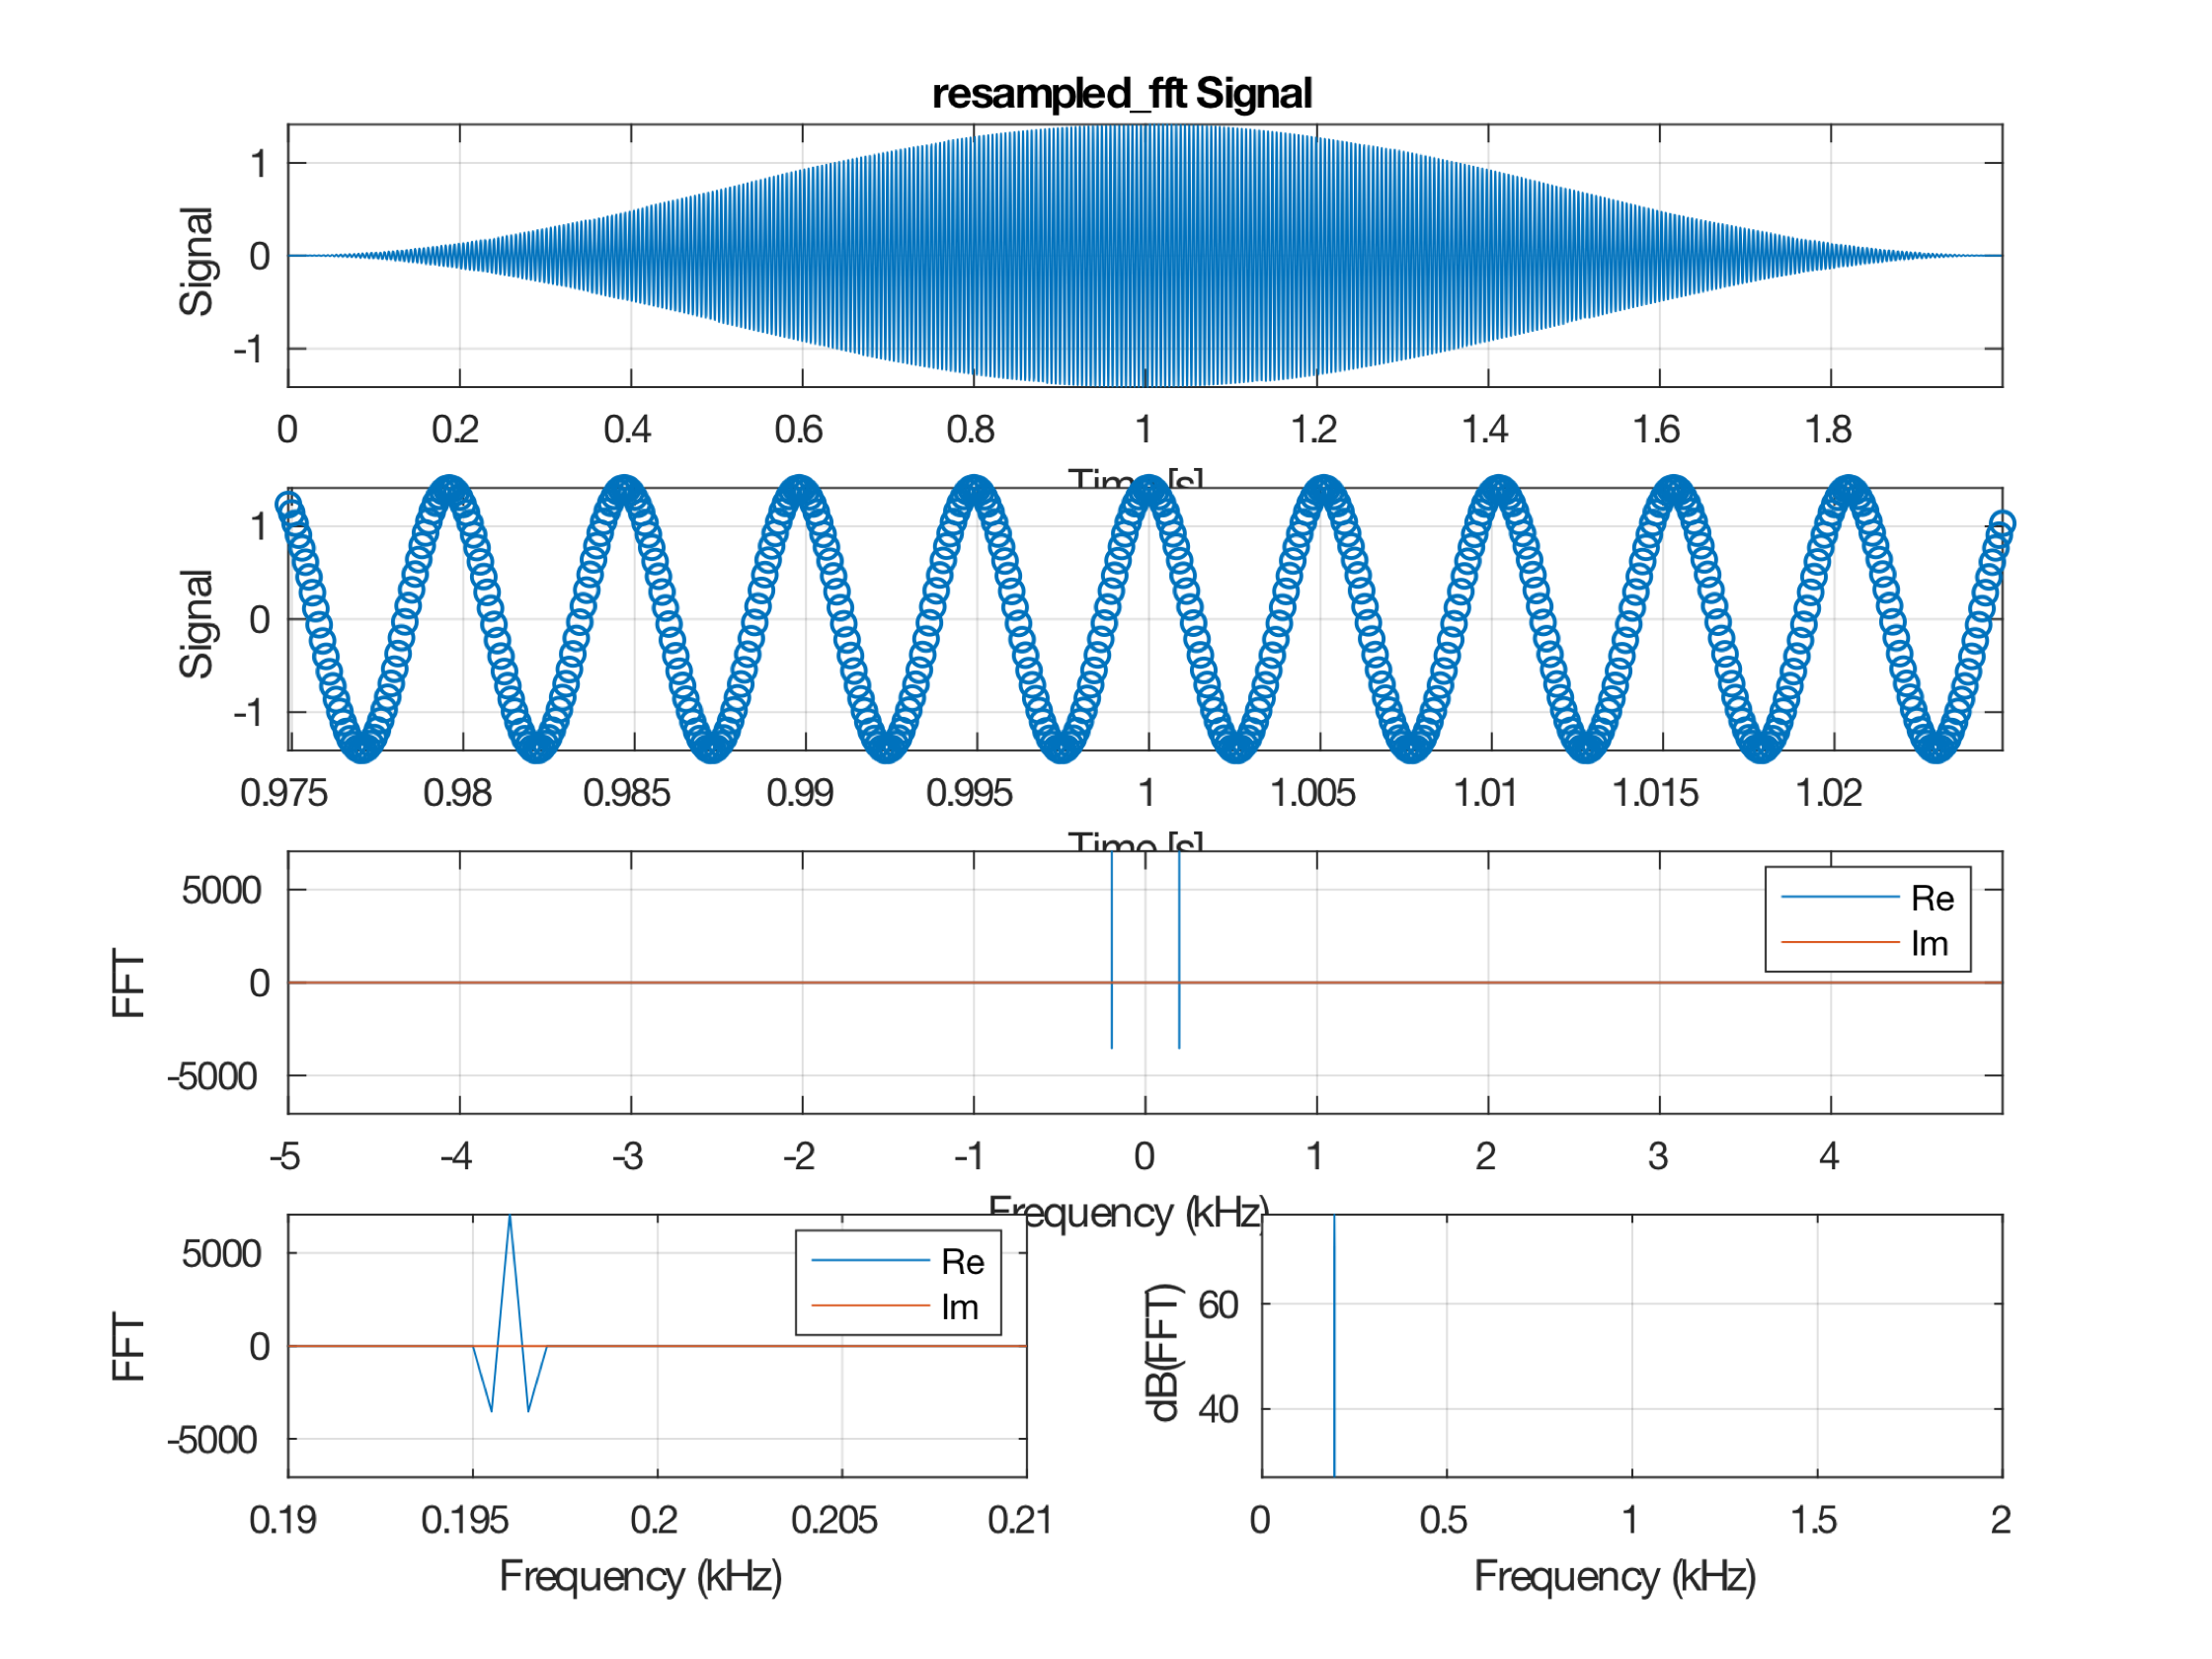 resampled_fft Signal
Signal
1
0
-1
0 0.2 0.4 0.6 0.8 1 1.2 1.4 1.6 1.8
Time [s]
Signal
1
0
-1
0.975 0.98 0.985 0.99 0.995 1 1.005 1.01 1.015 1.02
Time [s]
FFT
5000
0
-5000
Re
Im
-5 -4 -3 -2 -1 0 1 2 3 4
Frequency (kHz)
FFT
5000
0
-5000
Re
Im
0.19 0.195 0.2 0.205 0.21
Frequency (kHz)
dB(FFT)
60
40
0 0.5 1 1.5 2
Frequency (kHz)